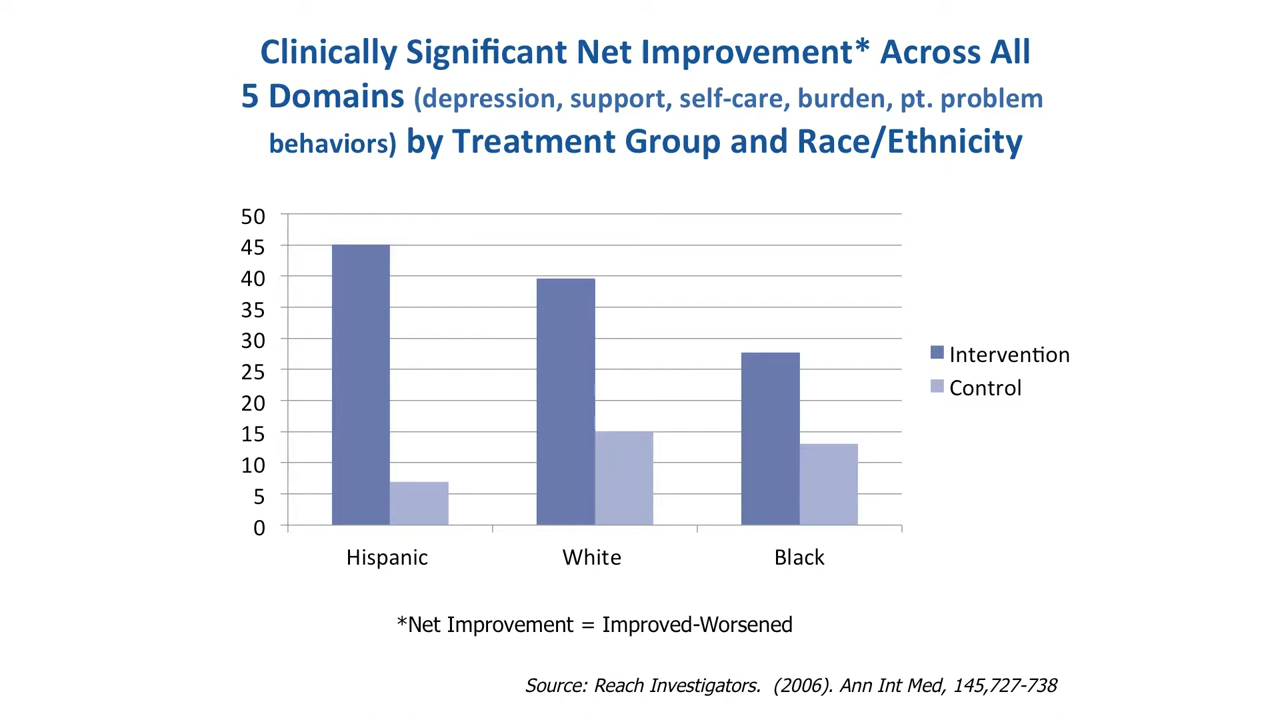 Clinically Significant Net Improvement* Across All
5 Domains (depression, support, self-care, burden, pt. problem
behaviors) by Treatment Group and Race/Ethnicity
50
45
40
35
30
25
20
15
10
5
0
Intervention
Control
Hispanic White Black
*Net Improvement = Improved-Worsened
Source: Reach Investigators. (2006). Ann Int Med, 145,727-738